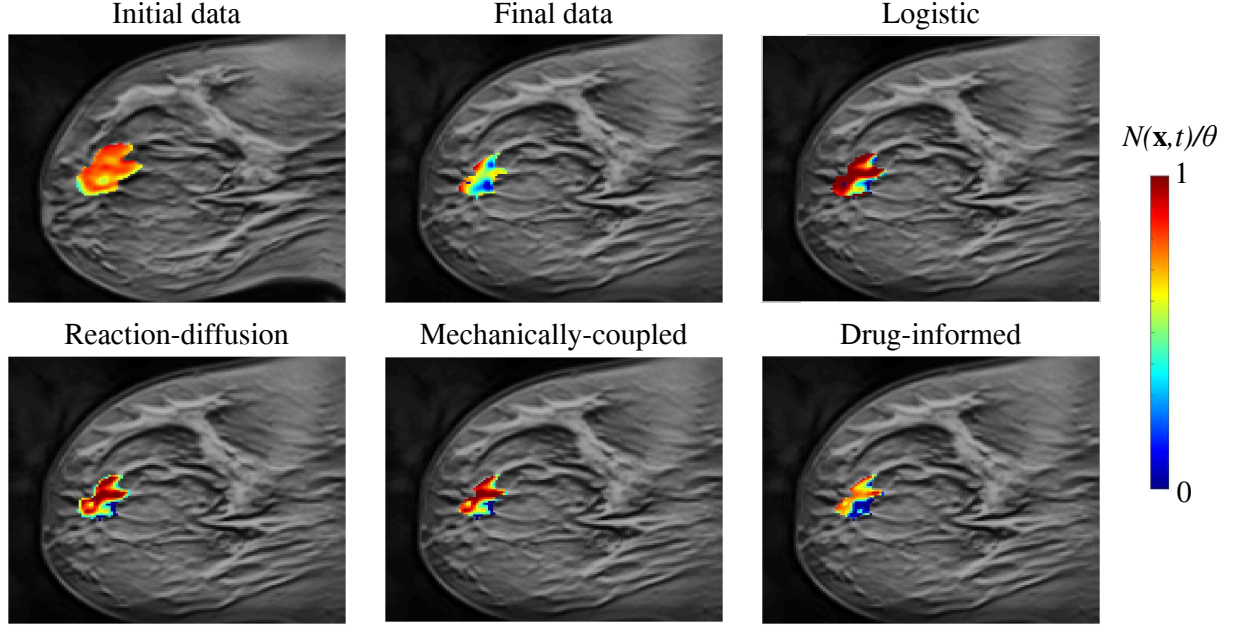 Initial data
Final data
Logistic
N(x,t)/θ
1
Reaction-diffusion
Mechanically-coupled
Drug-informed
0